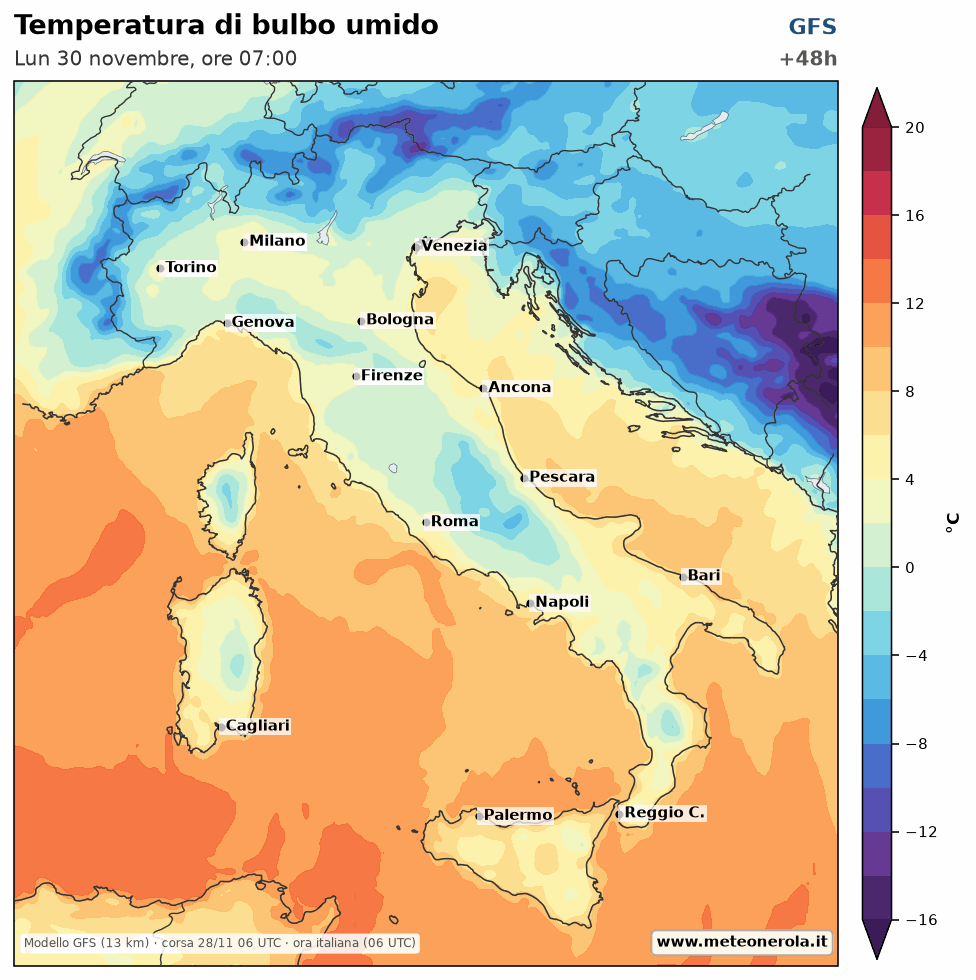 Temperatura di bulbo umido
GFS
Lun 30 novembre, ore 07:00
+48h
Milano
Venezia
Torino
Genova
Bologna
Firenze
Ancona
Pescara
Roma
Bari
Napoli
Cagliari
Palermo
Reggio C.
20
16
12
8
4
0
−4
−8
−12
−16
°C
Modello GFS (13 km) · corsa 28/11 06 UTC · ora italiana (06 UTC)
www.meteonerola.it